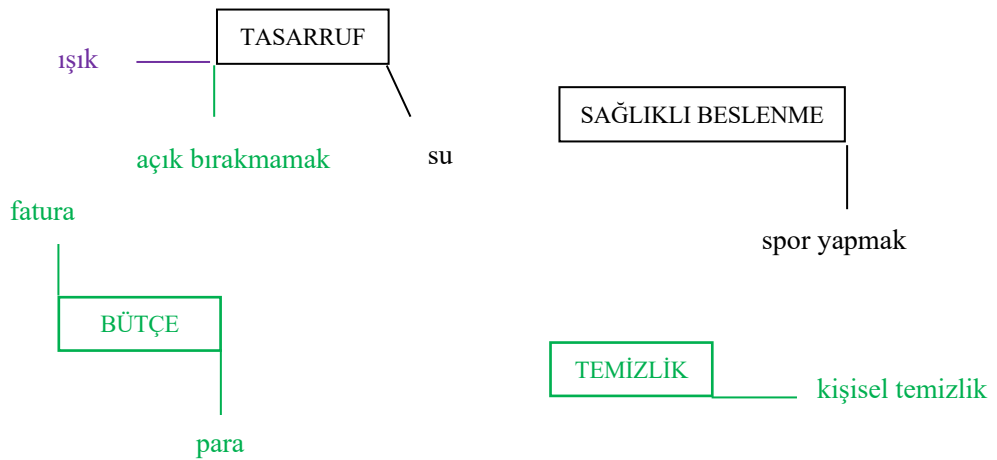 TASARRUF
ışık
açık bırakmamak
su
SAĞLIKLI BESLENME
spor yapmak
fatura
BÜTÇE
para
TEMİZLİK
kişisel temizlik